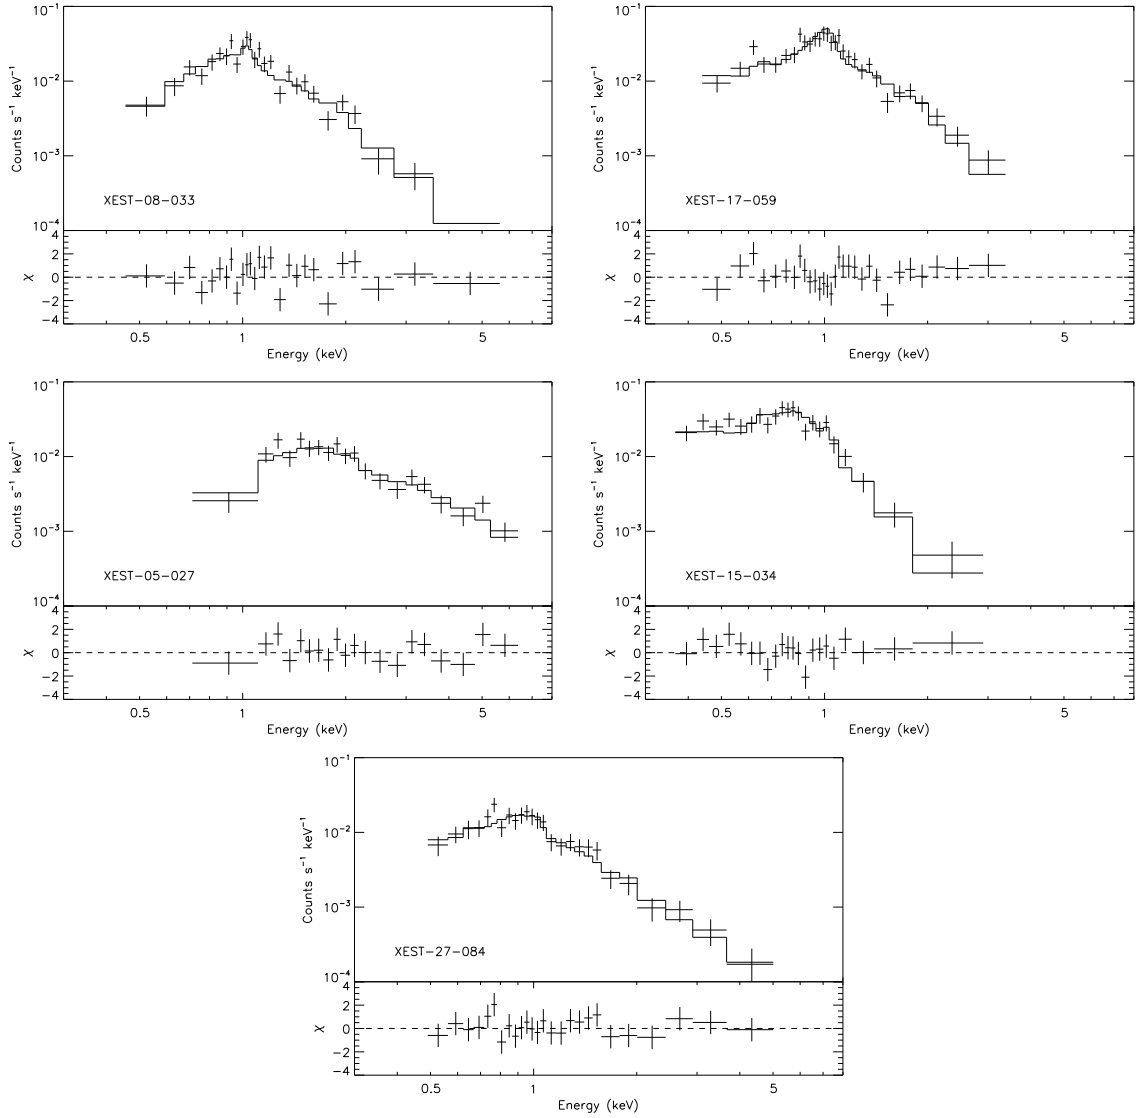 10⁻¹
10⁻²
10⁻³
10⁻⁴
Counts s⁻¹ keV⁻¹
XEST-08-033
4
2
0
-2
-4
χ
0.5 1 5
Energy (keV)
10⁻¹
10⁻²
10⁻³
10⁻⁴
Counts s⁻¹ keV⁻¹
XEST-17-059
4
2
0
-2
-4
χ
0.5 1 5
Energy (keV)
10⁻¹
10⁻²
10⁻³
10⁻⁴
Counts s⁻¹ keV⁻¹
XEST-05-027
4
2
0
-2
-4
χ
0.5 1 5
Energy (keV)
10⁻¹
10⁻²
10⁻³
10⁻⁴
Counts s⁻¹ keV⁻¹
XEST-15-034
4
2
0
-2
-4
χ
0.5 1 5
Energy (keV)
10⁻¹
10⁻²
10⁻³
10⁻⁴
Counts s⁻¹ keV⁻¹
XEST-27-084
4
2
0
-2
-4
χ
0.5 1 5
Energy (keV)